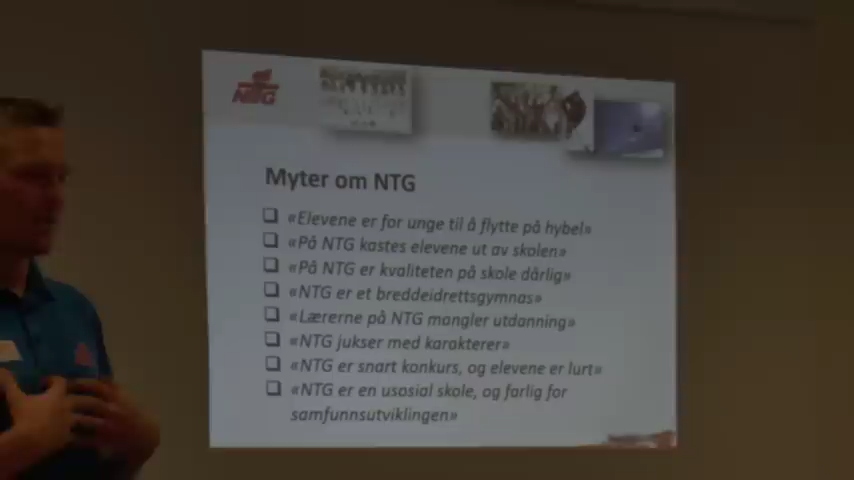 NTG
Myter om NTG
❑ «Elevene er for unge til å flytte på hybel»
❑ «På NTG kastes elevene ut av skolen»
❑ «På NTG er kvaliteten på skole dårlig»
❑ «NTG er et breddeidrettsgymnas»
❑ «Lærerne på NTG mangler utdanning»
❑ «NTG jukser med karakterer»
❑ «NTG er snart konkurs, og elevene er lurt»
❑ «NTG er en usosial skole, og farlig for
samfunnsutviklingen»